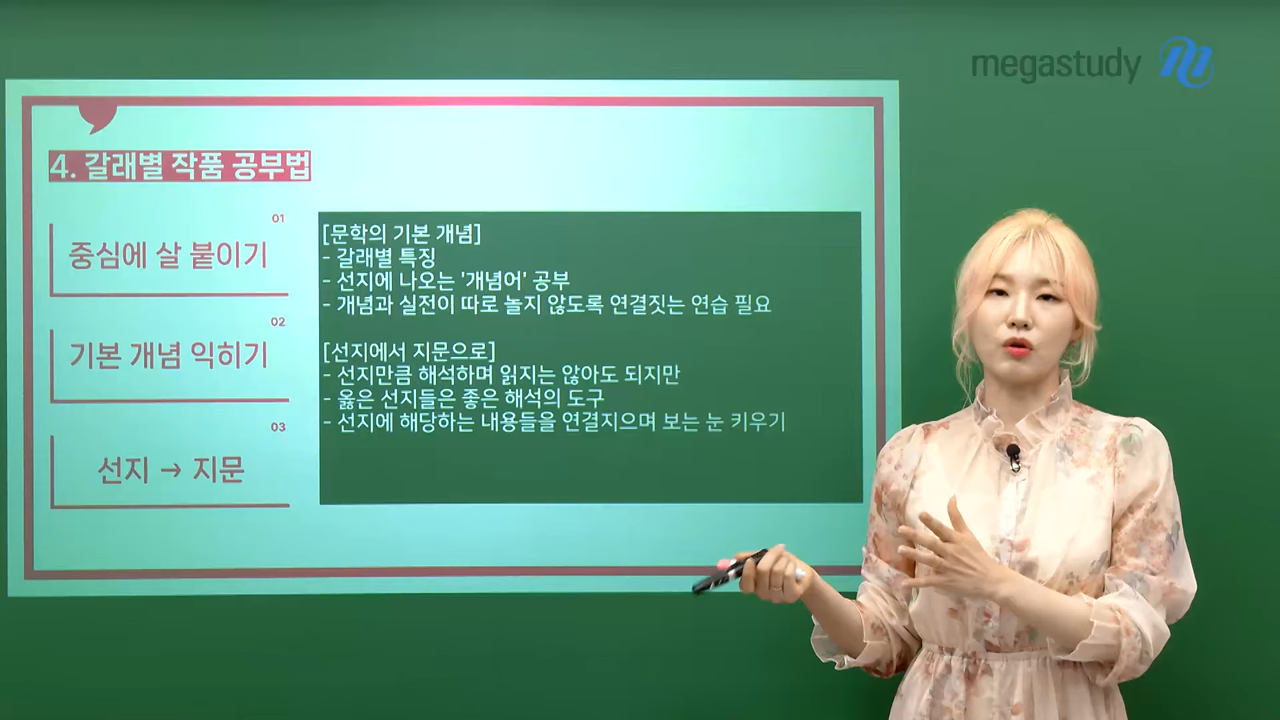 megastudy
4. 갈래별 작품 공부법
01
중심에 살 붙이기
02
기본 개념 익히기
03
선지 → 지문
[문학의 기본 개념]
- 갈래별 특징
- 선지에 나오는 '개념어' 공부
- 개념과 실전이 따로 놀지 않도록 연결짓는 연습 필요
[선지에서 지문으로]
- 선지만큼 해석하며 읽지는 않아도 되지만
- 옳은 선지들은 좋은 해석의 도구
- 선지에 해당하는 내용들을 연결지으며 보는 눈 키우기